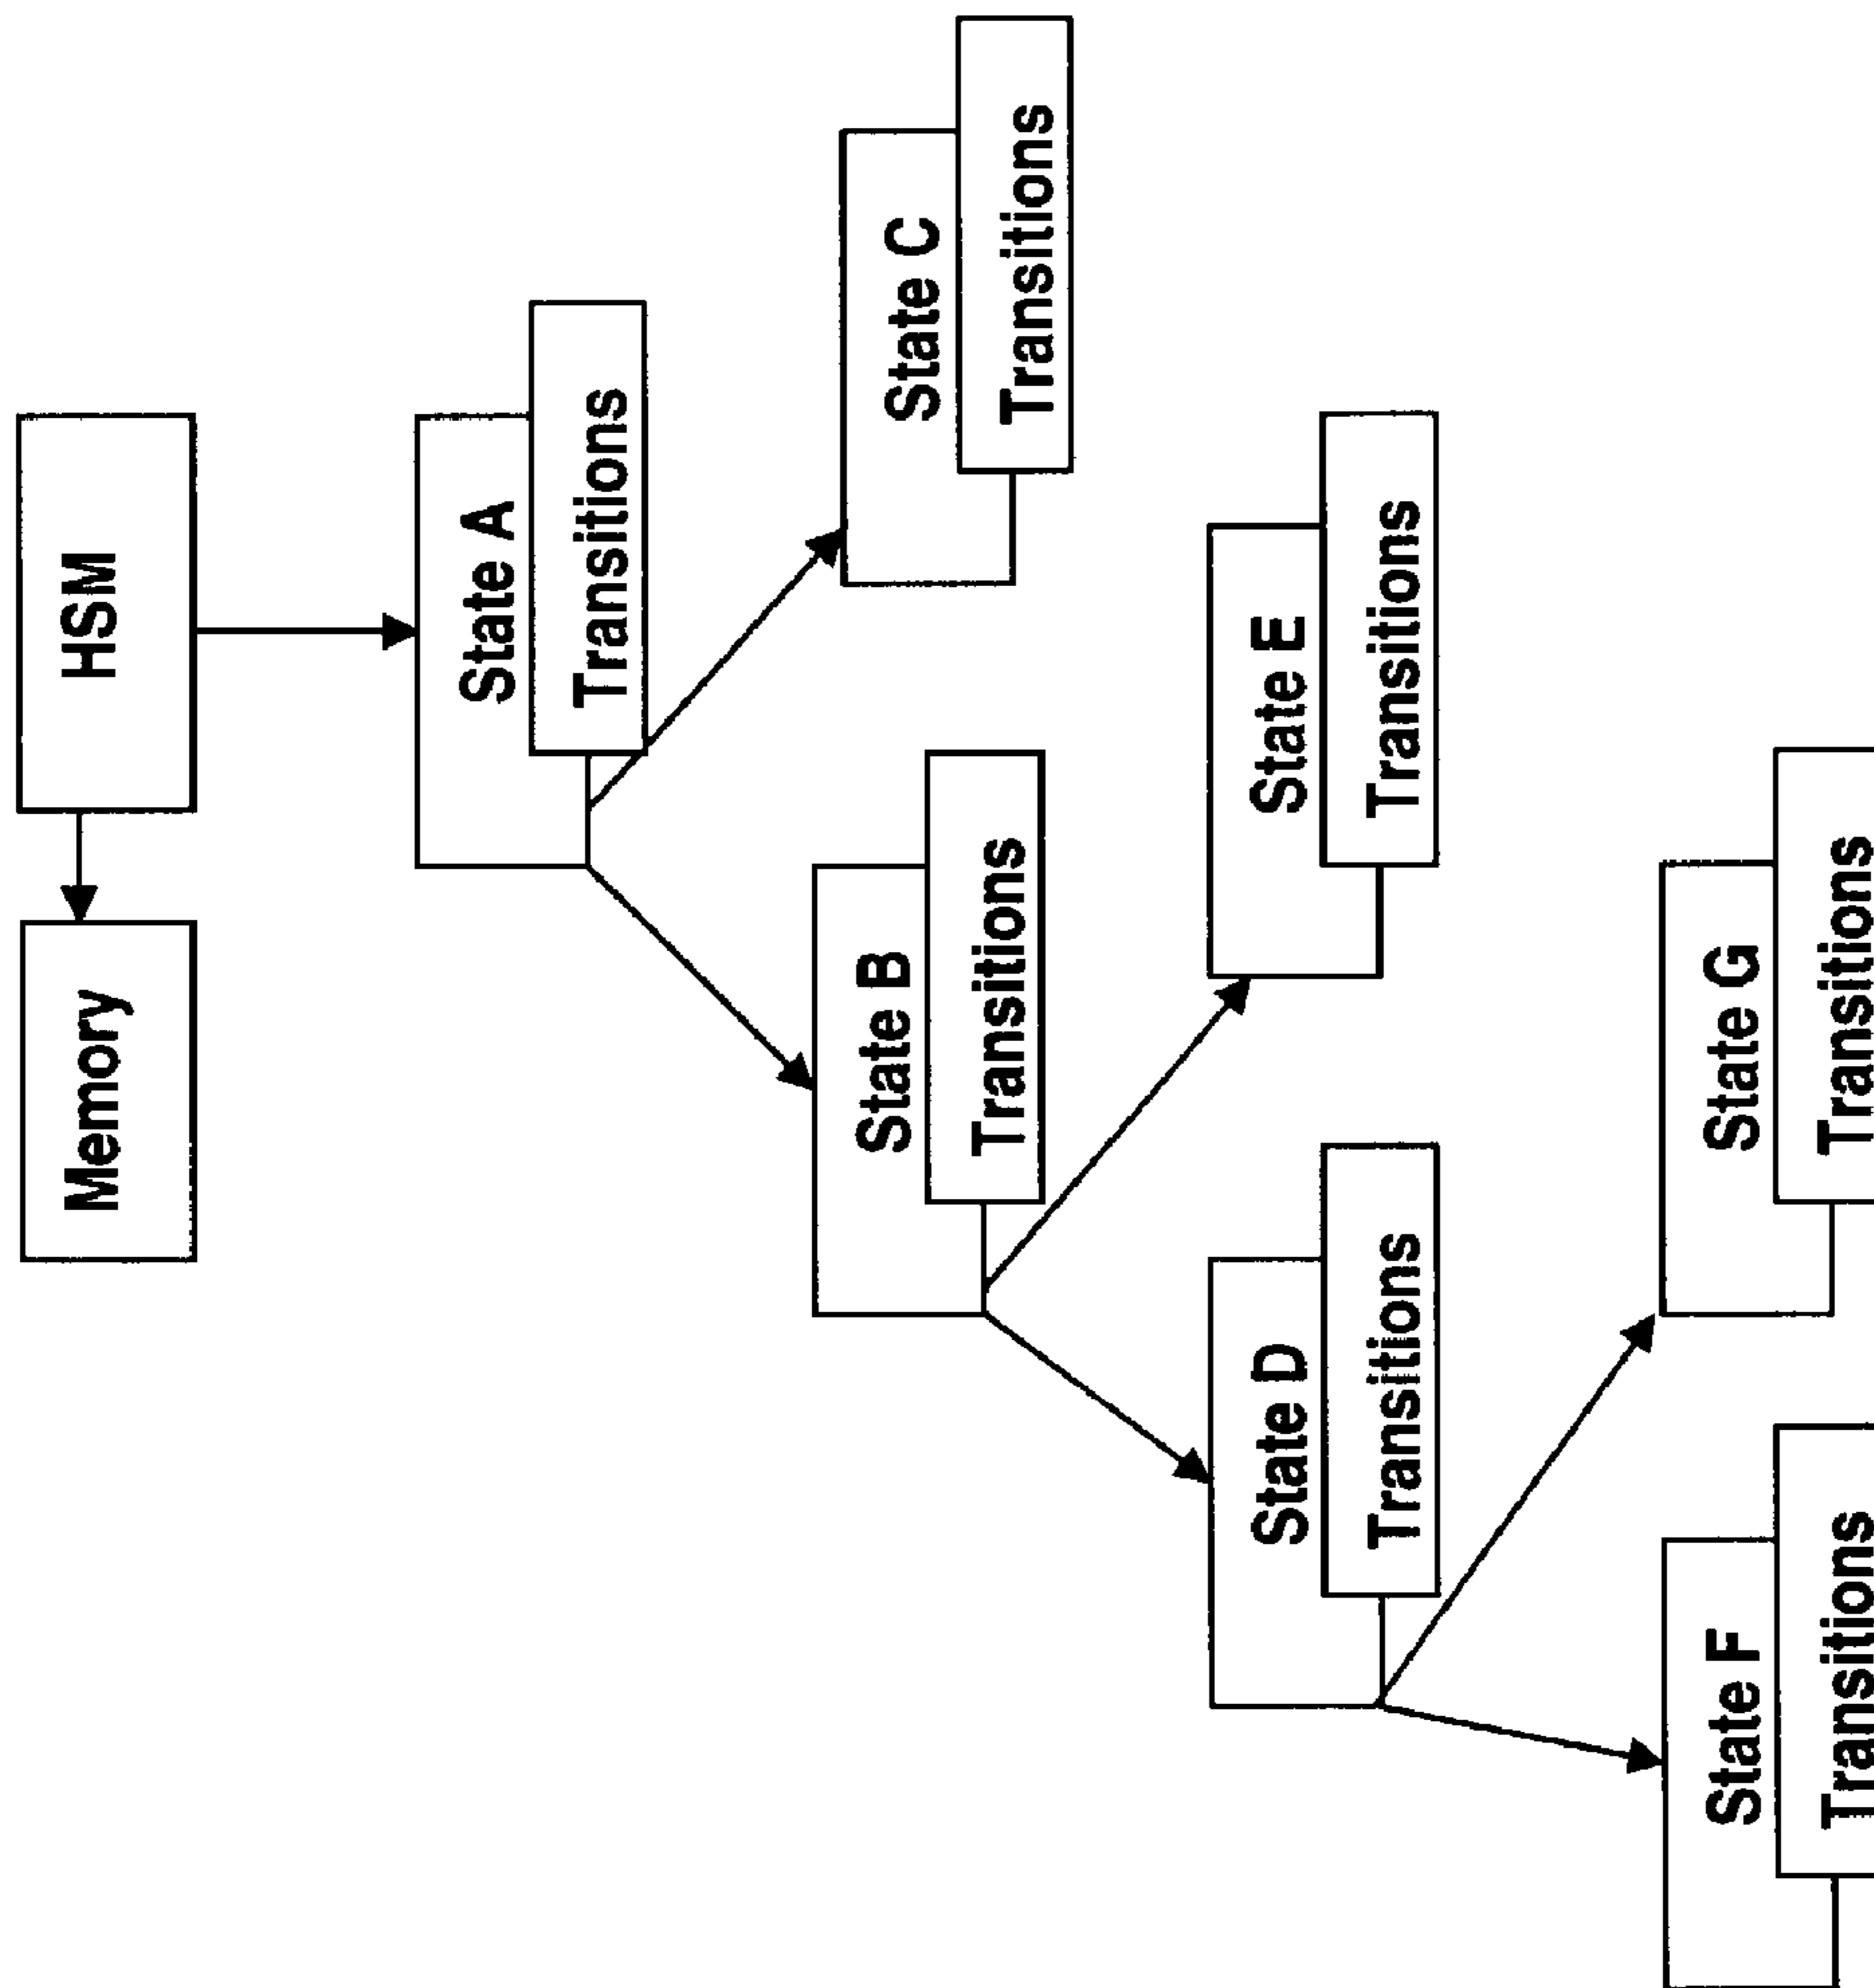 Memory
HSM
State A
Transitions
State B
Transitions
State C
Transitions
State D
Transitions
State E
Transitions
State F
Transitions
State G
Transitions